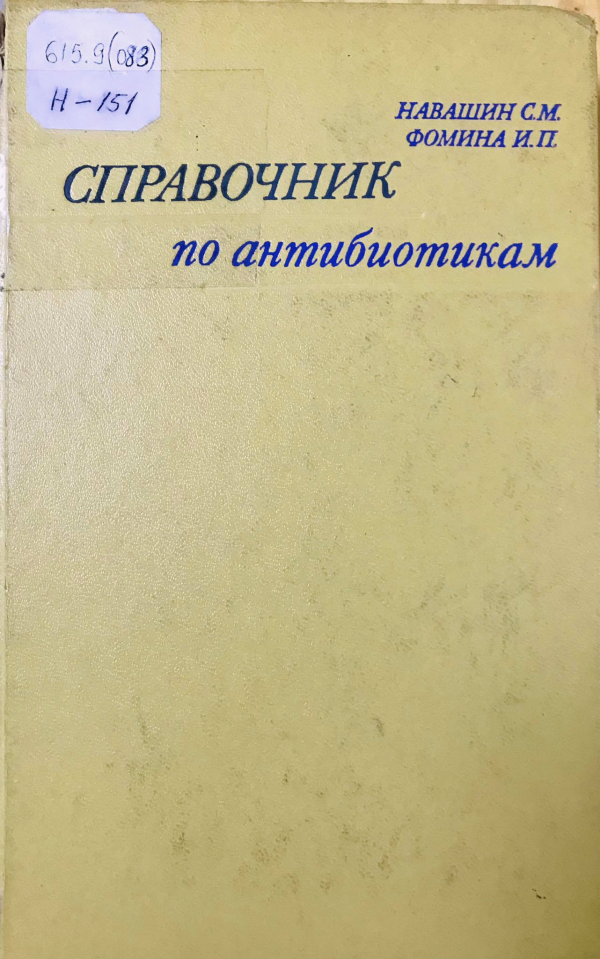 615.9(083)
Н-151
НАВАШИН С.М.
ФОМИНА И.П.
СПРАВОЧНИК
по антибиотикам